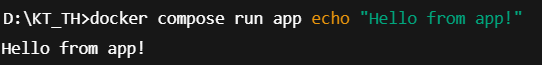 D:\KT_TH>docker compose run app echo "Hello from app!"
Hello from app!